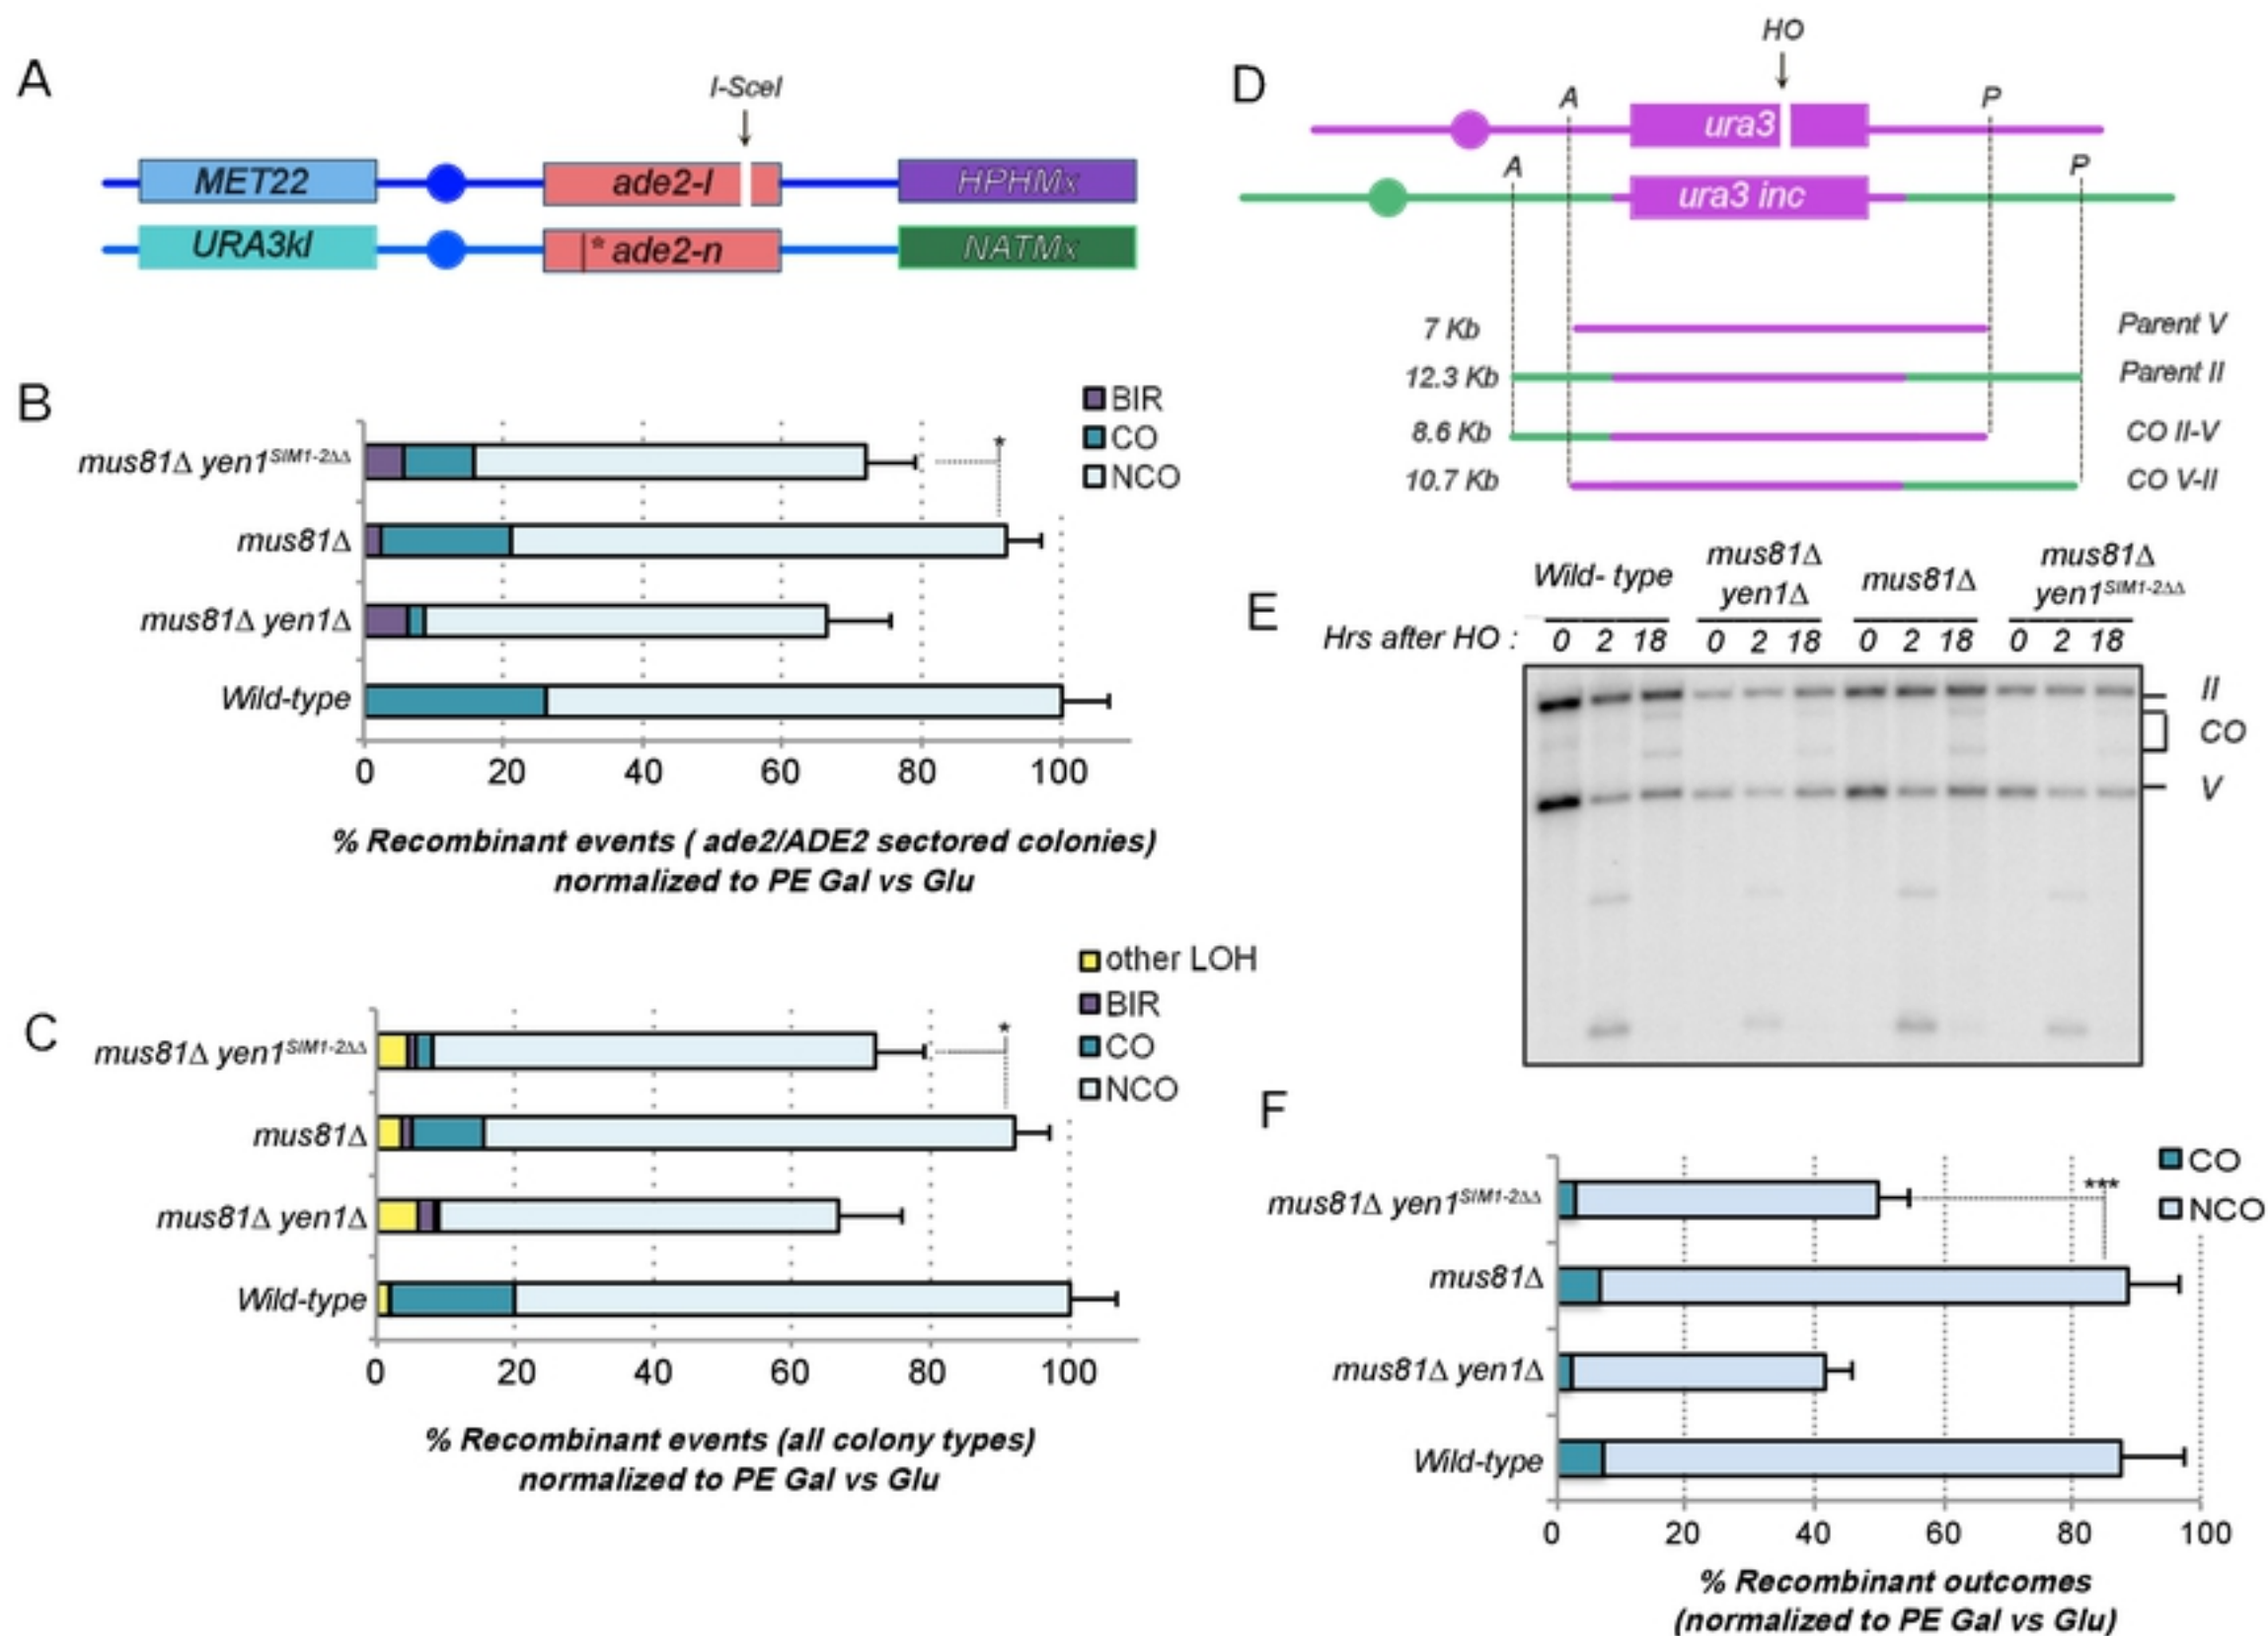 A
I-SceI
MET22
ade2-I
HPHMx
URA3kl
* ade2-n
NATMx
B
BIR
CO
NCO
mus81Δ yen1SIM1-2ΔΔ
*
mus81Δ
mus81Δ yen1Δ
Wild-type
0 20 40 60 80 100
% Recombinant events ( ade2/ADE2 sectored colonies)
normalized to PE Gal vs Glu
C
other LOH
BIR
CO
NCO
mus81Δ yen1SIM1-2ΔΔ
*
mus81Δ
mus81Δ yen1Δ
Wild-type
0 20 40 60 80 100
% Recombinant events (all colony types)
normalized to PE Gal vs Glu
D
HO
A
P
ura3
A
P
ura3 inc
7 Kb
Parent V
12.3 Kb
Parent II
8.6 Kb
CO II-V
10.7 Kb
CO V-II
E
Wild- type
mus81Δ
yen1Δ
mus81Δ
mus81Δ
yen1SIM1-2ΔΔ
Hrs after HO : 0 2 18 0 2 18 0 2 18 0 2 18
II
CO
V
F
CO
NCO
mus81Δ yen1SIM1-2ΔΔ
***
mus81Δ
mus81Δ yen1Δ
Wild-type
0 20 40 60 80 100
% Recombinant outcomes
(normalized to PE Gal vs Glu)